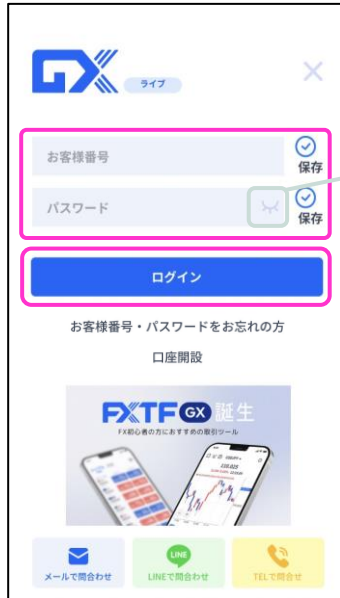 GX ライブ
お客様番号
保存
パスワード
保存
ログイン
お客様番号・パスワードをお忘れの方
口座開設
FXTF GX 誕生
FX初心者の方におすすめの取引ツール
LINE
メールで問合わせ
LINEで問合わせ
TELで問合せ